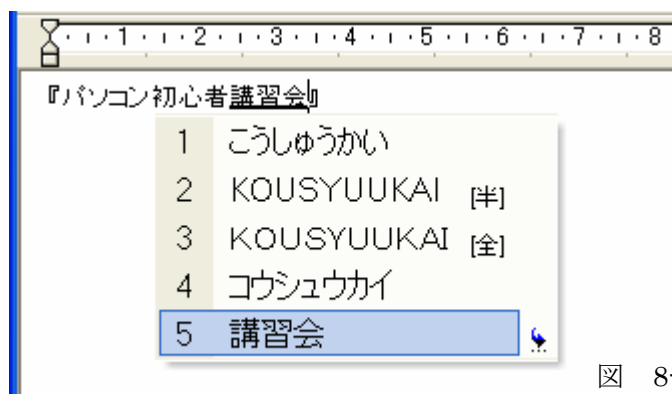 1 2 3 4 5 6 7 8
『パソコン初心者講習会』
1 こうしゅうかい
2 KOUSYUUKAI [半]
3 KOUSYUUKAI [全]
4 コウシュウカイ
5 講習会
図 8